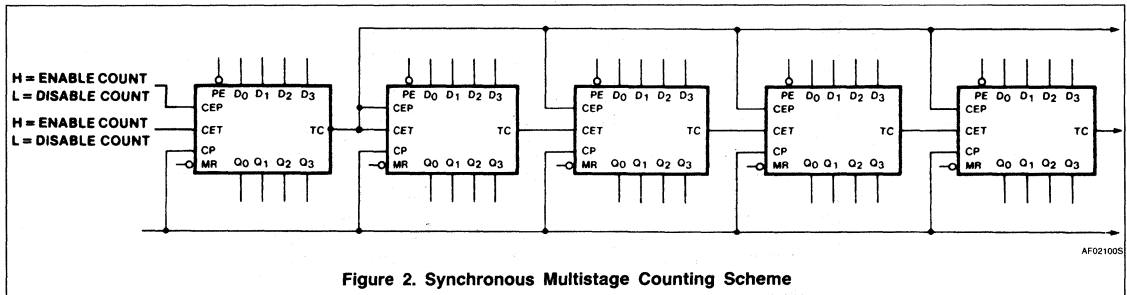 H = ENABLE COUNT
L = DISABLE COUNT
H = ENABLE COUNT
L = DISABLE COUNT
PE D0 D1 D2 D3
CEP
CET TC
CP
MR Q0 Q1 Q2 Q3
PE D0 D1 D2 D3
CEP
CET TC
CP
MR Q0 Q1 Q2 Q3
PE D0 D1 D2 D3
CEP
CET TC
CP
MR Q0 Q1 Q2 Q3
PE D0 D1 D2 D3
CEP
CET TC
CP
MR Q0 Q1 Q2 Q3
PE D0 D1 D2 D3
CEP
CET TC
CP
MR Q0 Q1 Q2 Q3
AF02100S
Figure 2. Synchronous Multistage Counting Scheme